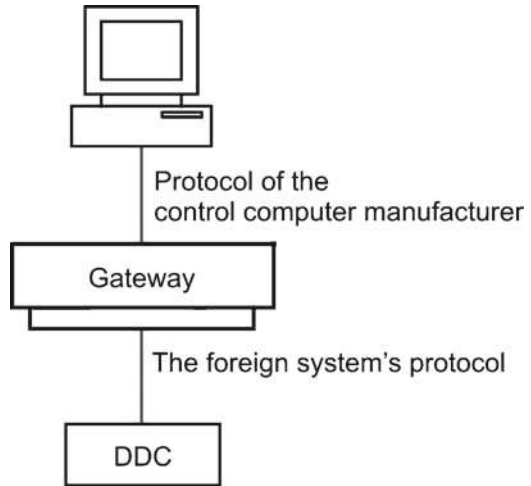 Protocol of the
control computer manufacturer
Gateway
The foreign system's protocol
DDC